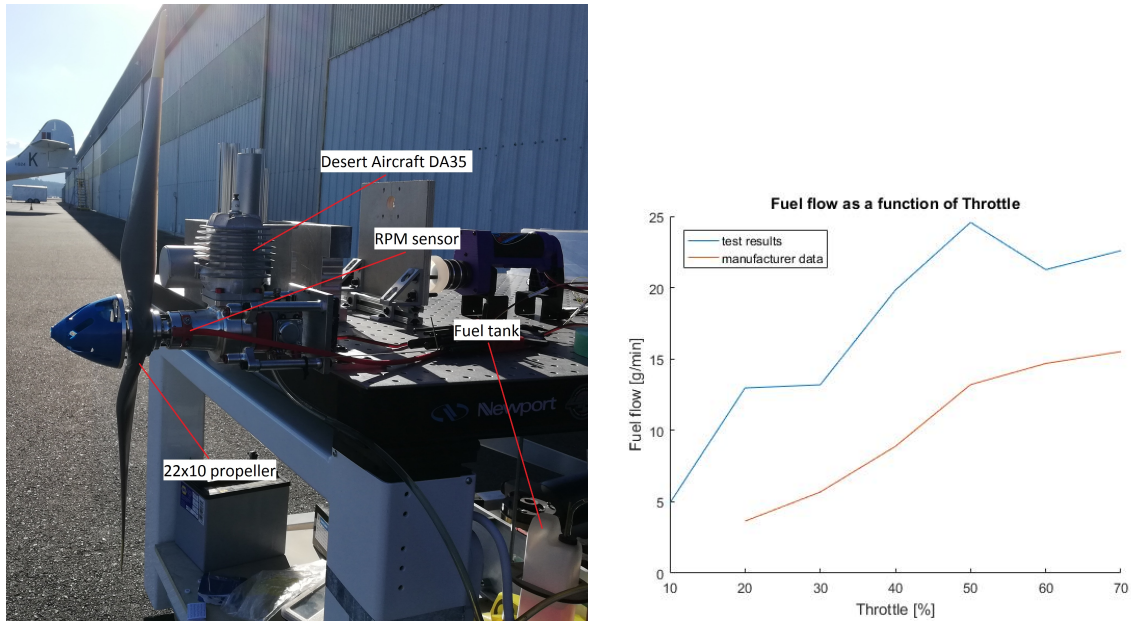 K
Desert Aircraft DA35
RPM sensor
Fuel tank
Newport
22x10 propeller
Fuel flow as a function of Throttle
test results
manufacturer data
Fuel flow [g/min]
25
20
15
10
5
0
10 20 30 40 50 60 70
Throttle [%]